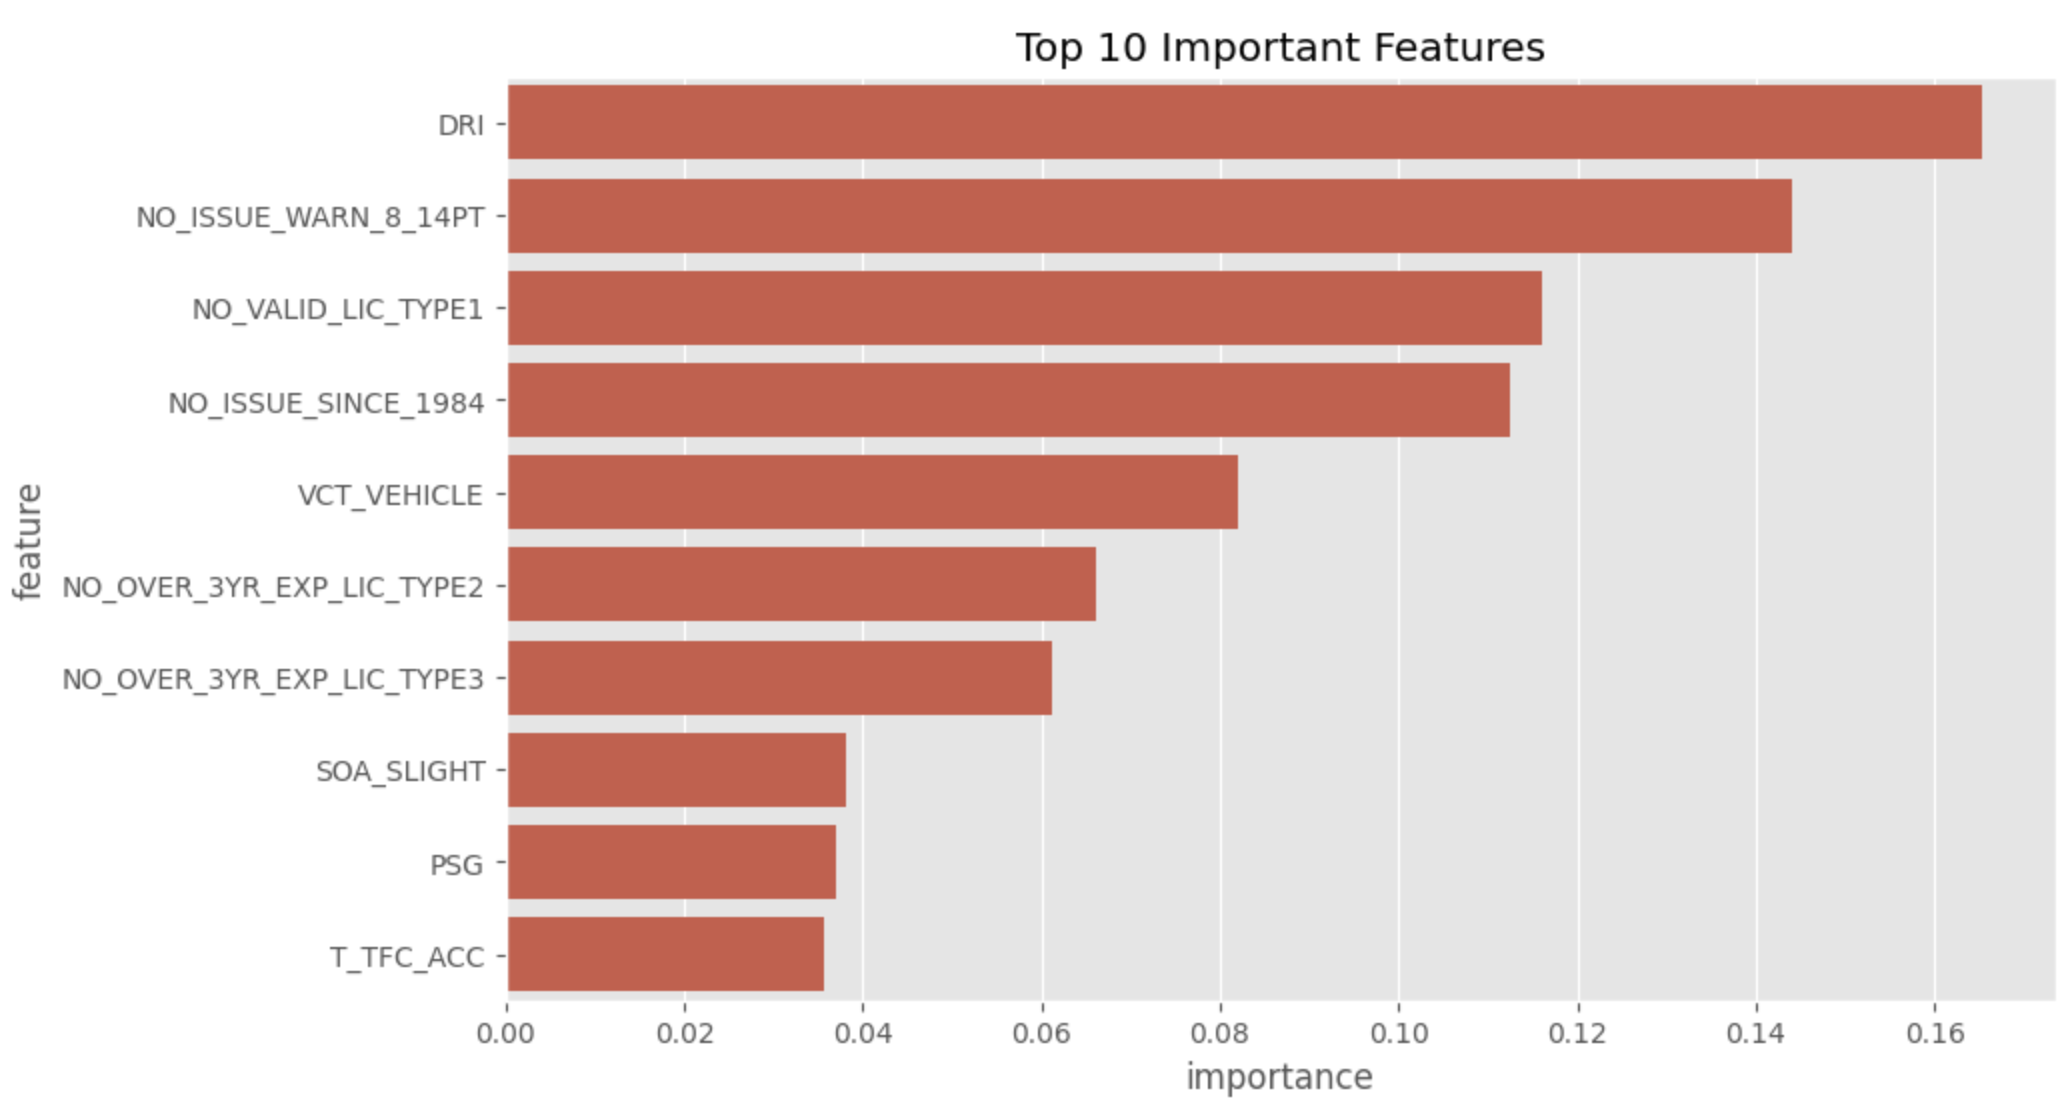 Top 10 Important Features
DRI
NO_ISSUE_WARN_8_14PT
NO_VALID_LIC_TYPE1
NO_ISSUE_SINCE_1984
VCT_VEHICLE
NO_OVER_3YR_EXP_LIC_TYPE2
NO_OVER_3YR_EXP_LIC_TYPE3
SOA_SLIGHT
PSG
T_TFC_ACC
feature
0.00 0.02 0.04 0.06 0.08 0.10 0.12 0.14 0.16
importance